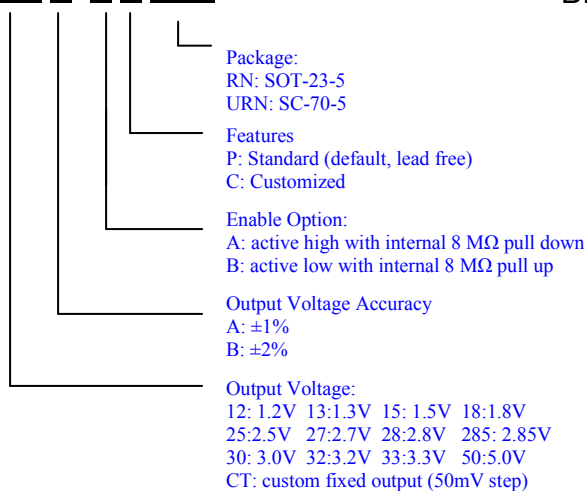 Package:
RN: SOT-23-5
URN: SC-70-5
Features
P: Standard (default, lead free)
C: Customized
Enable Option:
A: active high with internal 8 MΩ pull down
B: active low with internal 8 MΩ pull up
Output Voltage Accuracy
A: ±1%
B: ±2%
Output Voltage:
12: 1.2V 13:1.3V 15: 1.5V 18:1.8V
25:2.5V 27:2.7V 28:2.8V 285: 2.85V
30: 3.0V 32:3.2V 33:3.3V 50:5.0V
CT: custom fixed output (50mV step)